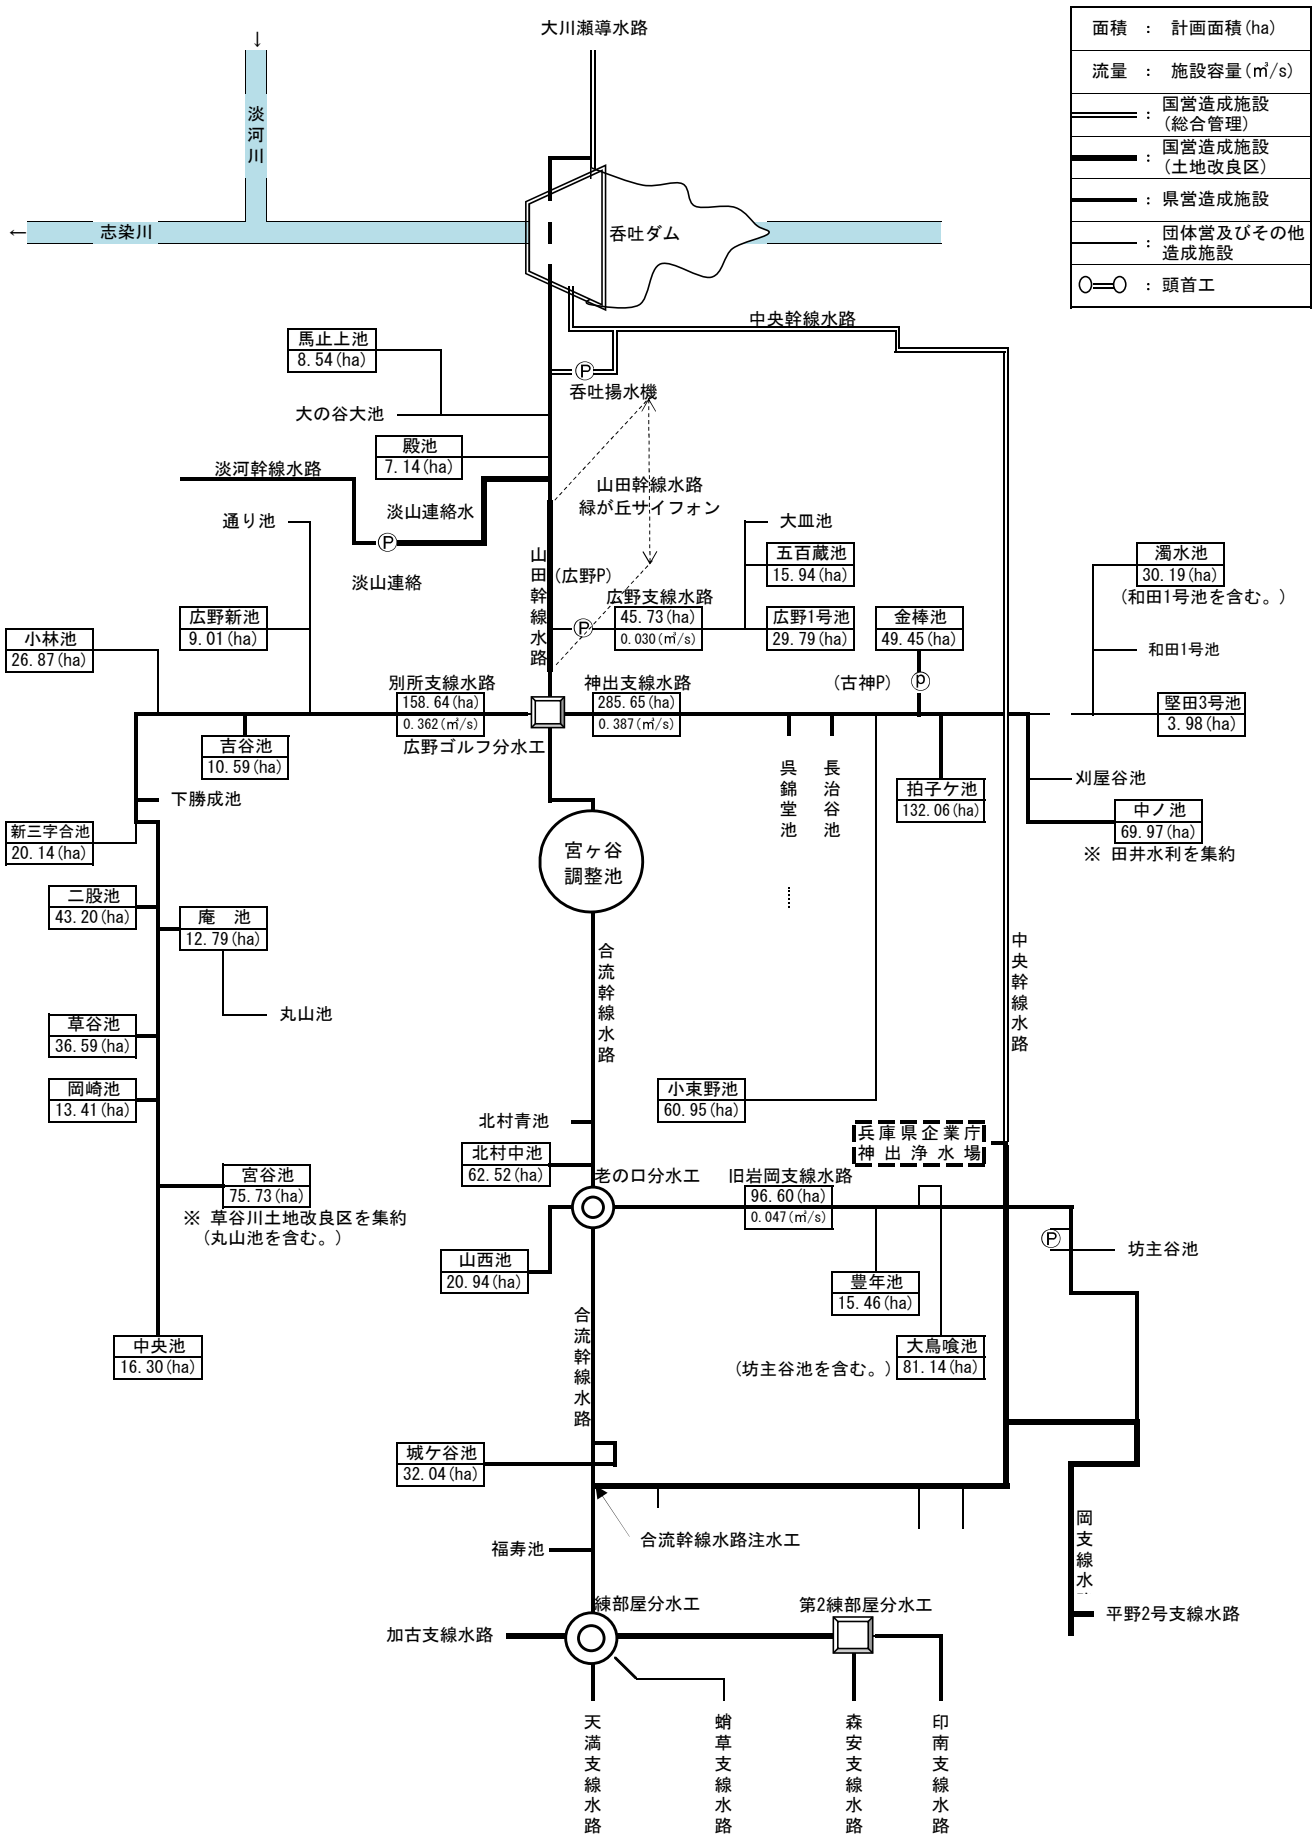 大川瀬導水路
↓
淡河川
←
志染川
呑吐ダム
面積 : 計画面積(ha)
流量 : 施設容量(㎥/s)
: 国営造成施設
(総合管理)
: 国営造成施設
(土地改良区)
: 県営造成施設
: 団体営及びその他
造成施設
: 頭首工
中央幹線水路
馬止上池
8.54(ha)
P
呑吐揚水機
大の谷大池
殿池
7.14(ha)
淡河幹線水路
山田幹線水路
緑が丘サイフォン
淡山連絡水
通り池
大皿池
P
淡山連絡
山田幹線水路
(広野P)
五百蔵池
15.94(ha)
濁水池
30.19(ha)
(和田1号池を含む。)
広野支線水路
45.73(ha)
0.030(㎥/s)
P
広野新池
9.01(ha)
広野1号池
29.79(ha)
金棒池
49.45(ha)
小林池
26.87(ha)
和田1号池
別所支線水路
158.64(ha)
0.362(㎥/s)
神出支線水路
285.65(ha)
0.387(㎥/s)
(古神P)
p
堅田3号池
3.98(ha)
吉谷池
10.59(ha)
広野ゴルフ分水工
呉錦堂池
長治谷池
拍子ケ池
132.06(ha)
刈屋谷池
下勝成池
中ノ池
69.97(ha)
※ 田井水利を集約
新三字合池
20.14(ha)
宮ヶ谷
調整池
二股池
43.20(ha)
庵 池
12.79(ha)
合流幹線水路
中央幹線水路
丸山池
草谷池
36.59(ha)
岡崎池
13.41(ha)
小束野池
60.95(ha)
北村青池
兵庫県企業庁
神出浄水場
北村中池
62.52(ha)
老の口分水工
旧岩岡支線水路
96.60(ha)
0.047(㎥/s)
宮谷池
75.73(ha)
※ 草谷川土地改良区を集約
(丸山池を含む。)
P
坊主谷池
山西池
20.94(ha)
豊年池
15.46(ha)
合流幹線水路
中央池
16.30(ha)
(坊主谷池を含む。)
大鳥喰池
81.14(ha)
城ケ谷池
32.04(ha)
合流幹線水路注水工
福寿池
岡支線水
練部屋分水工
第2練部屋分水工
平野2号支線水路
加古支線水路
天満支線水路
蛸草支線水路
森安支線水路
印南支線水路